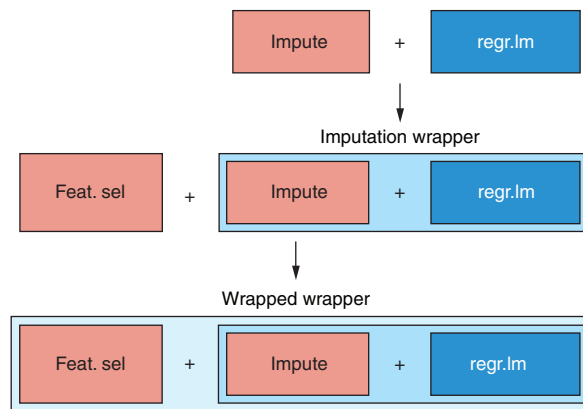 Impute + regr.lm
Imputation wrapper
Feat. sel + Impute + regr.lm
Wrapped wrapper
Feat. sel + Impute + regr.lm